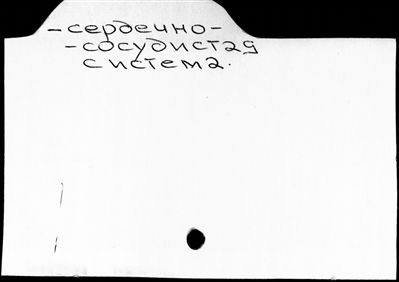 -сердечно-
-сосудистая
система.